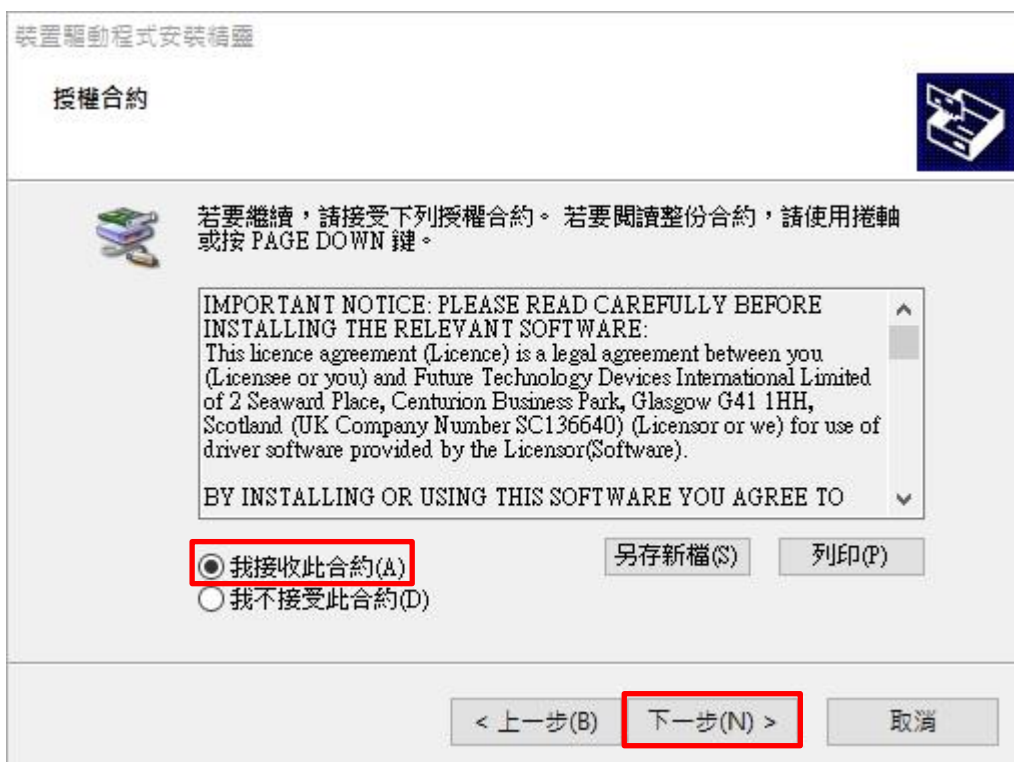 裝置驅動程式安裝精靈
授權合約
若要繼續，請接受下列授權合約。 若要閱讀整份合約，請使用捲軸
或按 PAGE DOWN 鍵。
IMPORTANT NOTICE: PLEASE READ CAREFULLY BEFORE
INSTALLING THE RELEVANT SOFTWARE:
This licence agreement (Licence) is a legal agreement between you
(Licensee or you) and Future Technology Devices International Limited
of 2 Seaward Place, Centurion Business Park, Glasgow G41 1HH,
Scotland (UK Company Number SC136640) (Licensor or we) for use of
driver software provided by the Licensor(Software).
BY INSTALLING OR USING THIS SOFTWARE YOU AGREE TO
我接收此合約(A)
另存新檔(S)
列印(P)
我不接受此合約(D)
< 上一步(B)
下一步(N) >
取消